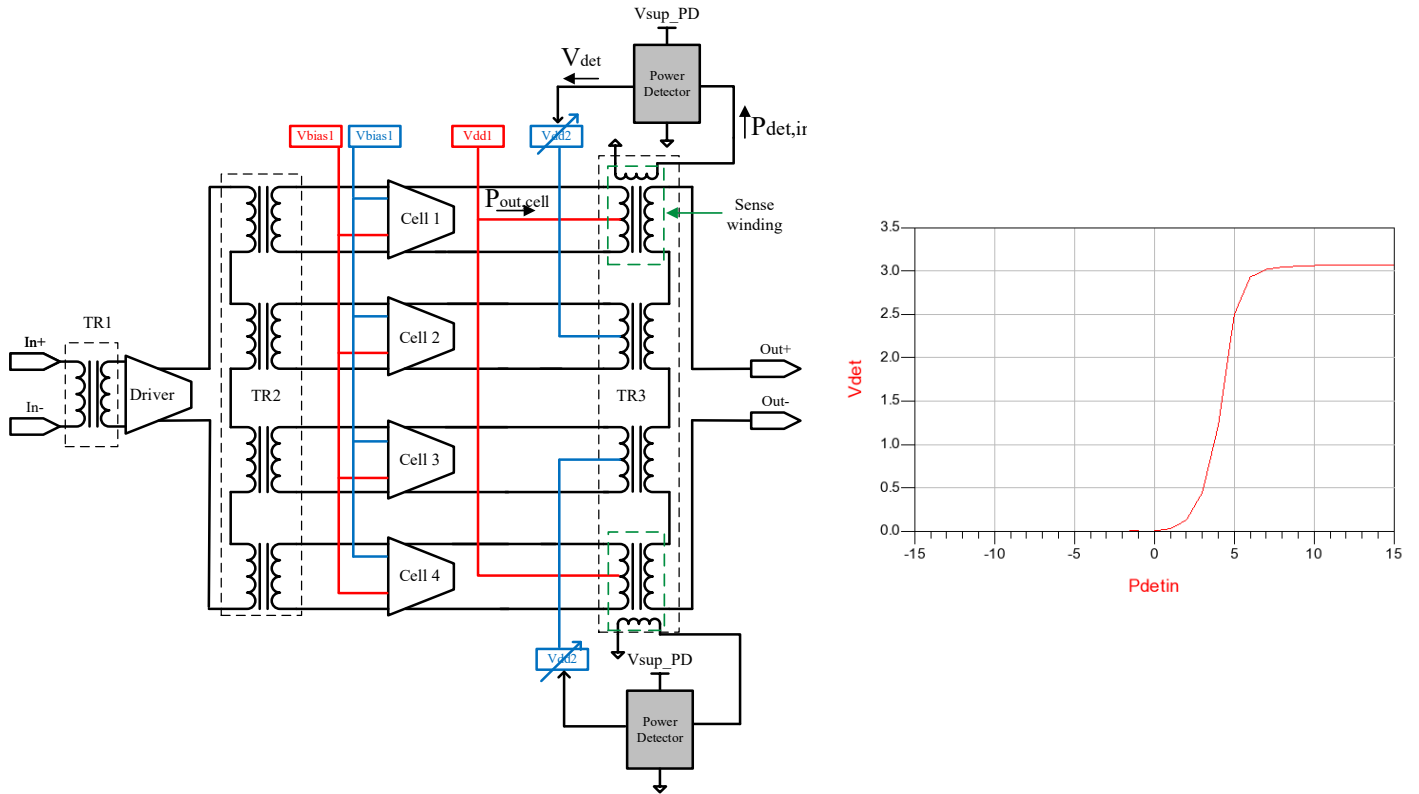 Vsup_PD
Vdet
Power
Detector
Pdet,ir
Vbias1
Vbias1
Vdd1
Vdd2
Pout,cell
Cell 1
Sense
winding
Cell 2
TR1
In+
In-
Driver
TR2
TR3
Out+
Out-
Cell 3
Cell 4
Vdd2
Vsup_PD
Power
Detector
3.5
3.0
2.5
2.0
1.5
1.0
0.5
0.0
Vdet
-15
-10
-5
0
5
10
15
Pdetin